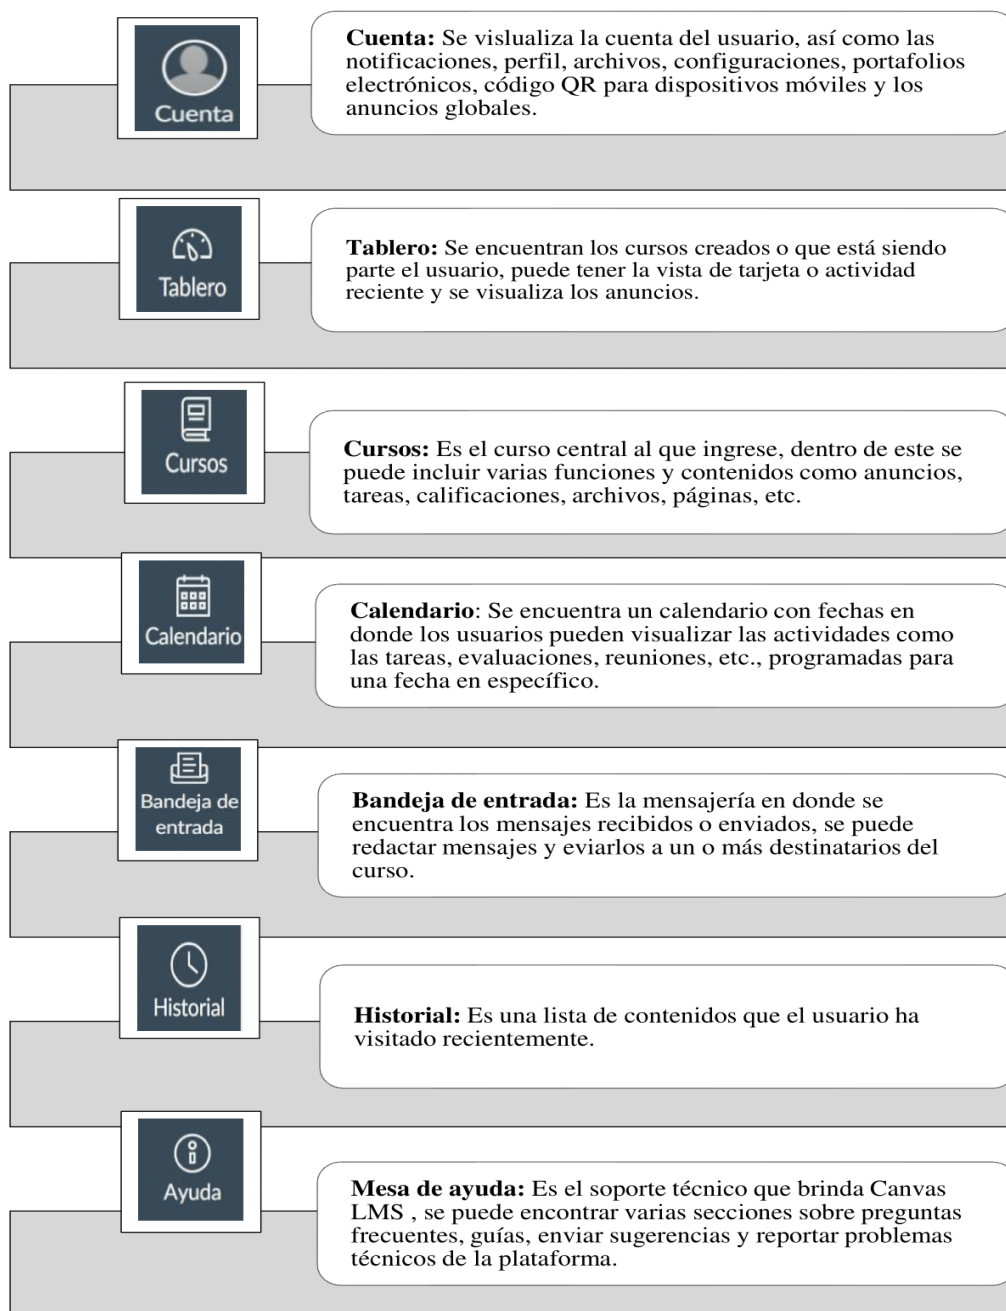 Cuenta
Cuenta: Se vislualiza la cuenta del usuario, así como las
notificaciones, perfil, archivos, configuraciones, portafolios
electrónicos, código QR para dispositivos móviles y los
anuncios globales.
Tablero
Tablero: Se encuentran los cursos creados o que está siendo
parte el usuario, puede tener la vista de tarjeta o actividad
reciente y se visualiza los anuncios.
Cursos
Cursos: Es el curso central al que ingrese, dentro de este se
puede incluir varias funciones y contenidos como anuncios,
tareas, calificaciones, archivos, páginas, etc.
Calendario
Calendario: Se encuentra un calendario con fechas en
donde los usuarios pueden visualizar las actividades como
las tareas, evaluaciones, reuniones, etc., programadas para
una fecha en específico.
Bandeja de
entrada
Bandeja de entrada: Es la mensajería en donde se
encuentra los mensajes recibidos o enviados, se puede
redactar mensajes y eviarlos a un o más destinatarios del
curso.
Historial
Historial: Es una lista de contenidos que el usuario ha
visitado recientemente.
Ayuda
Mesa de ayuda: Es el soporte técnico que brinda Canvas
LMS , se puede encontrar varias secciones sobre preguntas
frecuentes, guías, enviar sugerencias y reportar problemas
técnicos de la plataforma.